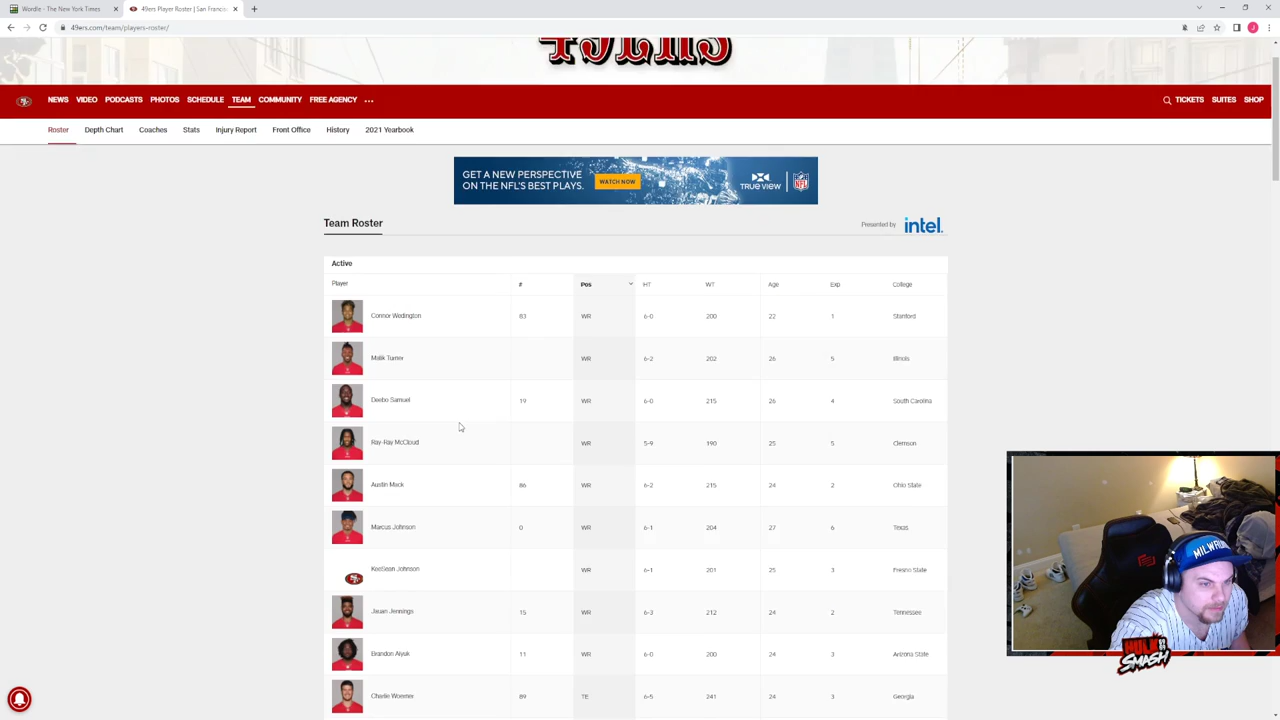 Wordle - The New York Times
49ers Player Roster | San Francis
49ers.com/team/players-roster/
J
49ERS
NEWS VIDEO PODCASTS PHOTOS SCHEDULE TEAM COMMUNITY FREE AGENCY ... TICKETS SUITES SHOP
Roster Depth Chart Coaches Stats Injury Report Front Office History 2021 Yearbook
GET A NEW PERSPECTIVE
ON THE NFL'S BEST PLAYS.
WATCH NOW
TRUE VIEW
NFL
Team Roster
Presented by intel.
Active
Player # Pos HT WT Age Exp College
Connor Wedington 83 WR 6-0 200 22 1 Stanford
Malik Turner WR 6-2 202 26 5 Illinois
Deebo Samuel 19 WR 6-0 215 26 4 South Carolina
Ray-Ray McCloud WR 5-9 190 25 5 Clemson
Austin Mack 86 WR 6-2 215 24 2 Ohio State
Marcus Johnson 0 WR 6-1 204 27 6 Texas
KeeSean Johnson WR 6-1 201 25 3 Fresno State
Jauan Jennings 15 WR 6-3 212 24 2 Tennessee
Brandon Aiyuk 11 WR 6-0 200 24 3 Arizona State
Charlie Woerner 89 TE 6-5 241 24 3 Georgia
MILWAUKEE
HULK
SMASH